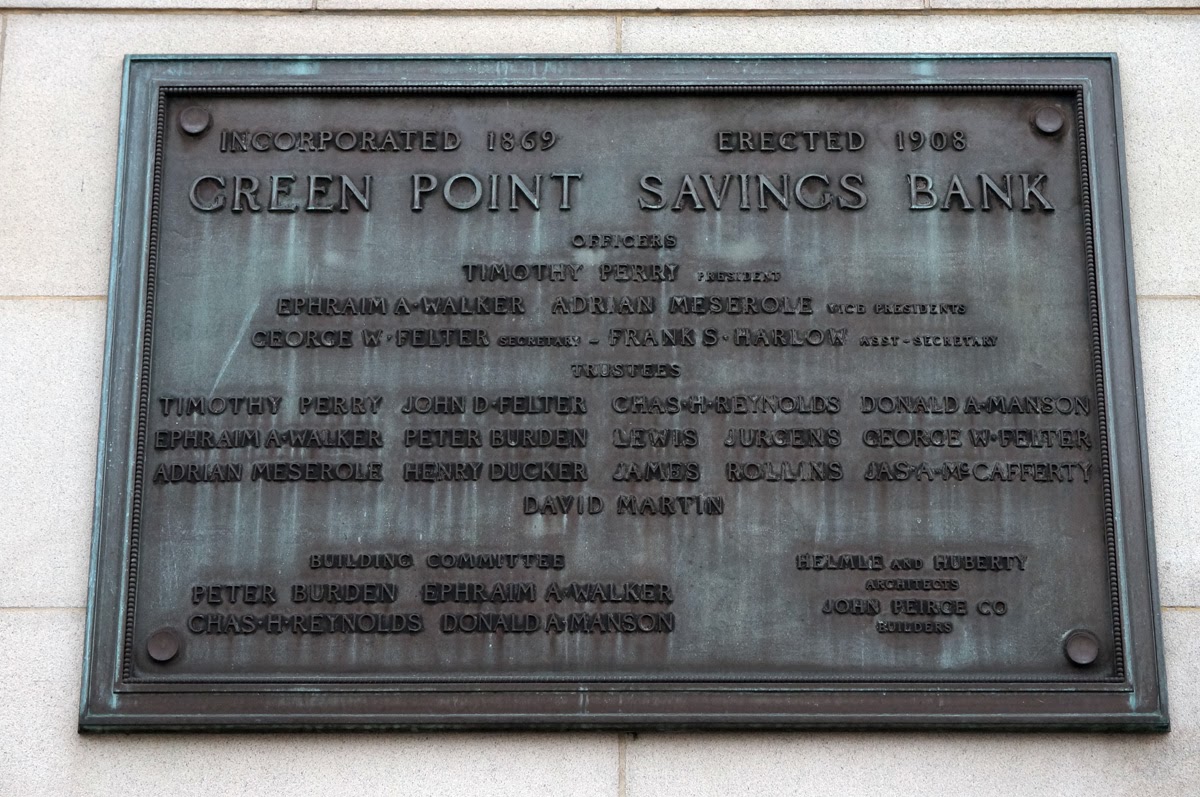 INCORPORATED 1869 ERECTED 1908
GREEN POINT SAVINGS BANK
OFFICERS
TIMOTHY PERRY PRESIDENT
EPHRAIM A·WALKER ADRIAN MESEROLE VICE PRESIDENTS
GEORGE W·FELTER SECRETARY – FRANK S·HARLOW ASST-SECRETARY
TRUSTEES
TIMOTHY PERRY JOHN D·FELTER CHAS·H·REYNOLDS DONALD A·MANSON
EPHRAIM A·WALKER PETER BURDEN LEWIS JURGENS GEORGE W·FELTER
ADRIAN MESEROLE HENRY DUCKER JAMES ROLLINS JAS·A·McCAFFERTY
DAVID MARTIN
BUILDING COMMITTEE
PETER BURDEN EPHRAIM A·WALKER
CHAS·H·REYNOLDS DONALD A·MANSON
HELMLE AND HUBERTY
ARCHITECTS
JOHN PEIRCE CO
BUILDERS